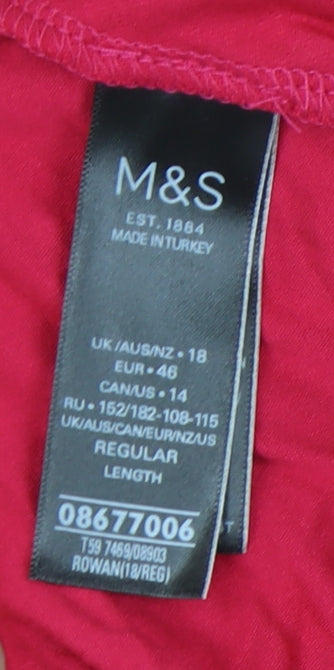 M&S
EST. 1884
MADE IN TURKEY
UK/AUS/NZ • 18
EUR • 46
CAN/US • 14
RU • 152/182-108-115
UK/AUS/CAN/EUR/NZ/US
REGULAR
LENGTH
08677006
T59 7469/08903
ROWAN(18/REG)
T